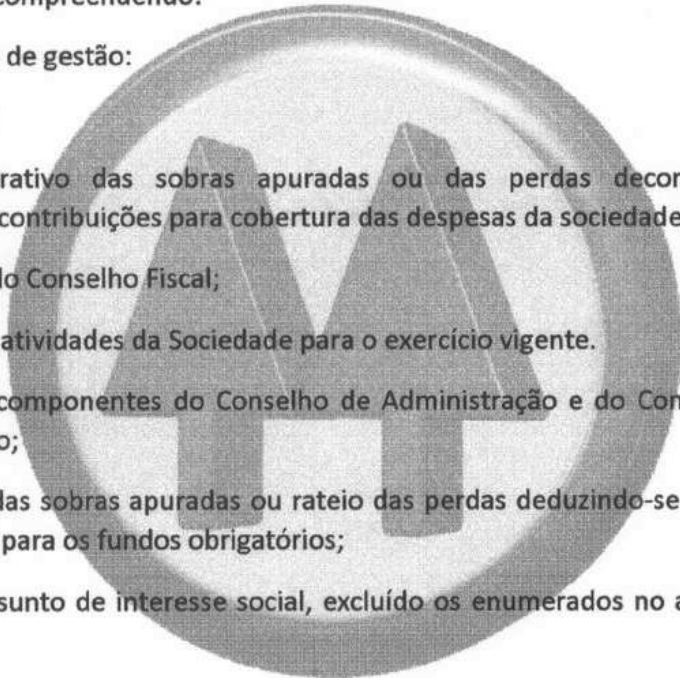 compreendendo:
de gestão:
rativo das sobras apuradas ou das perdas decor
contribuições para cobertura das despesas da sociedade
do Conselho Fiscal;
atividades da Sociedade para o exercício vigente.
componentes do Conselho de Administração e do Con
o;
das sobras apuradas ou rateio das perdas deduzindo-se
para os fundos obrigatórios;
sunto de interesse social, excluído os enumerados no a